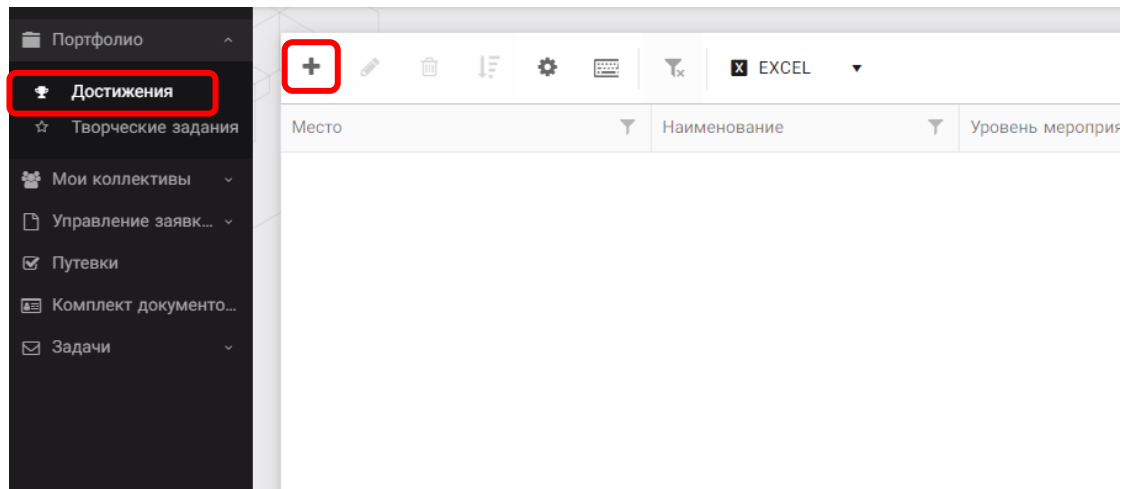 Портфолио
Достижения
Творческие задания
Мои коллективы
Управление заявк...
Путевки
Комплект документо...
Задачи
X EXCEL
Место Наименование Уровень мероприя